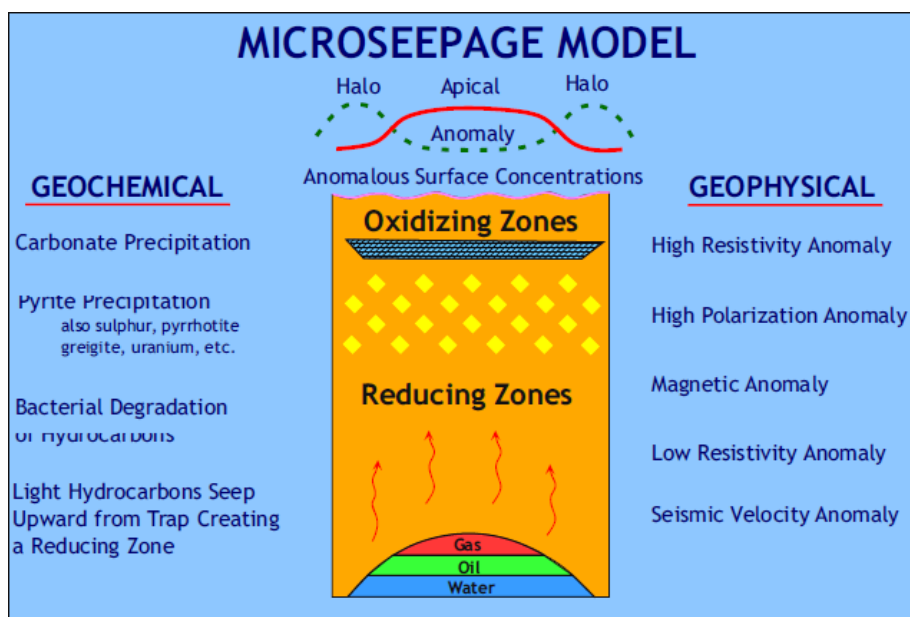 MICROSEEPAGE MODEL
Halo
Apical
Halo
Anomaly
Anomalous Surface Concentrations
GEOCHEMICAL
Carbonate Precipitation
Pyrite Precipitation
also sulphur, pyrrhotite
greigite, uranium, etc.
Bacterial Degradation
of Hydrocarbons
Light Hydrocarbons Seep
Upward from Trap Creating
a Reducing Zone
Oxidizing Zones
Reducing Zones
Gas
Oil
Water
GEOPHYSICAL
High Resistivity Anomaly
High Polarization Anomaly
Magnetic Anomaly
Low Resistivity Anomaly
Seismic Velocity Anomaly